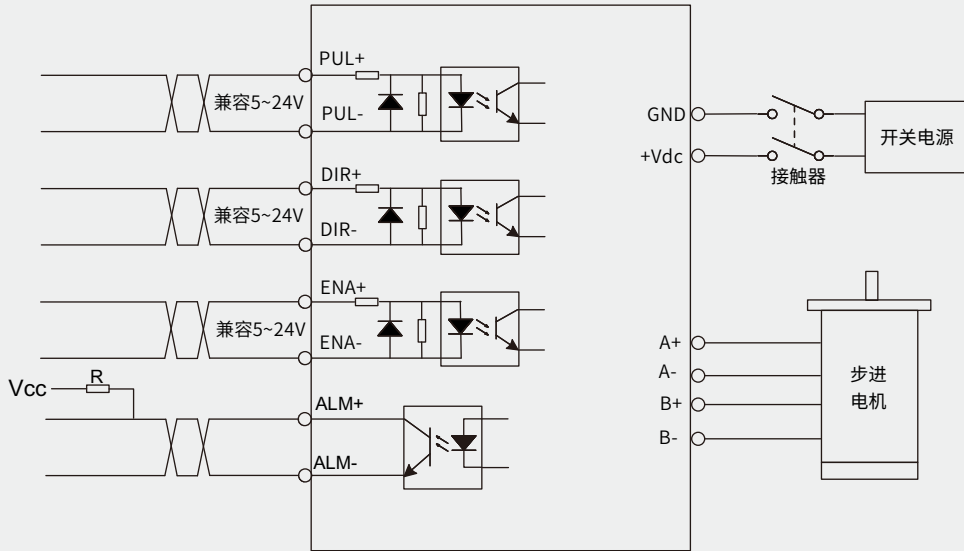 PUL+
兼容5~24V
PUL-
DIR+
兼容5~24V
DIR-
ENA+
兼容5~24V
ENA-
Vcc
R
ALM+
ALM-
GND
+Vdc
接触器
开关电源
A+
A-
B+
B-
步进
电机